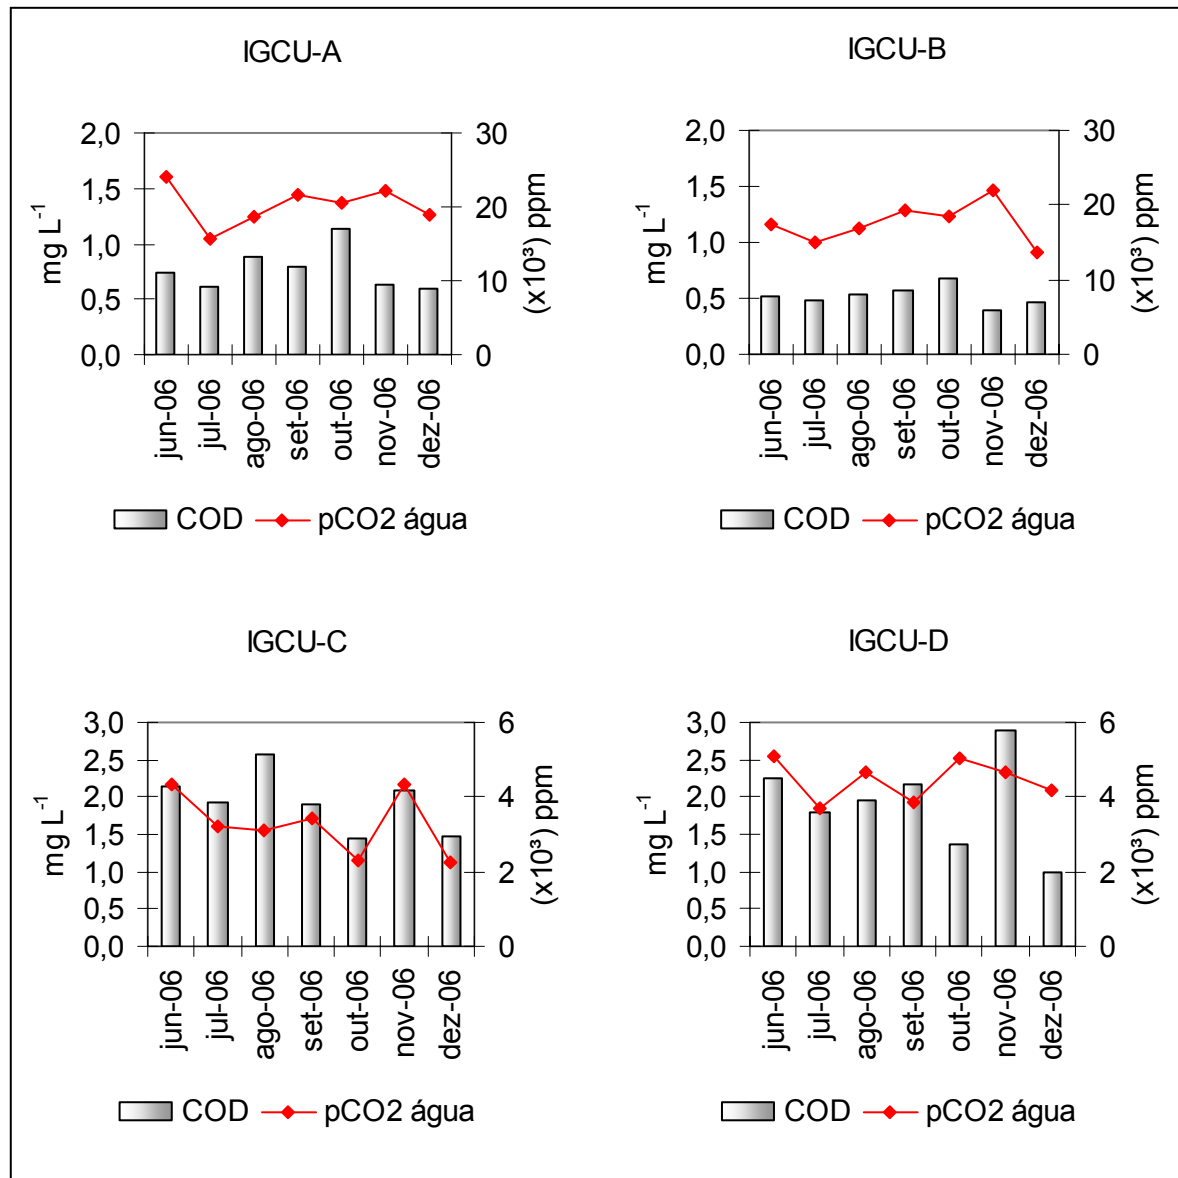 IGCU-A
2,0
1,5
1,0
0,5
0,0
mg L⁻¹
30
20
10
0
(x10³) ppm
jun-06
jul-06
ago-06
set-06
out-06
nov-06
dez-06
COD pCO2 água
IGCU-B
2,0
1,5
1,0
0,5
0,0
mg L⁻¹
30
20
10
0
(x10³) ppm
jun-06
jul-06
ago-06
set-06
out-06
nov-06
dez-06
COD pCO2 água
IGCU-C
3,0
2,5
2,0
1,5
1,0
0,5
0,0
mg L⁻¹
6
4
2
0
(x10³) ppm
jun-06
jul-06
ago-06
set-06
out-06
nov-06
dez-06
COD pCO2 água
IGCU-D
3,0
2,5
2,0
1,5
1,0
0,5
0,0
mg L⁻¹
6
4
2
0
(x10³) ppm
jun-06
jul-06
ago-06
set-06
out-06
nov-06
dez-06
COD pCO2 água